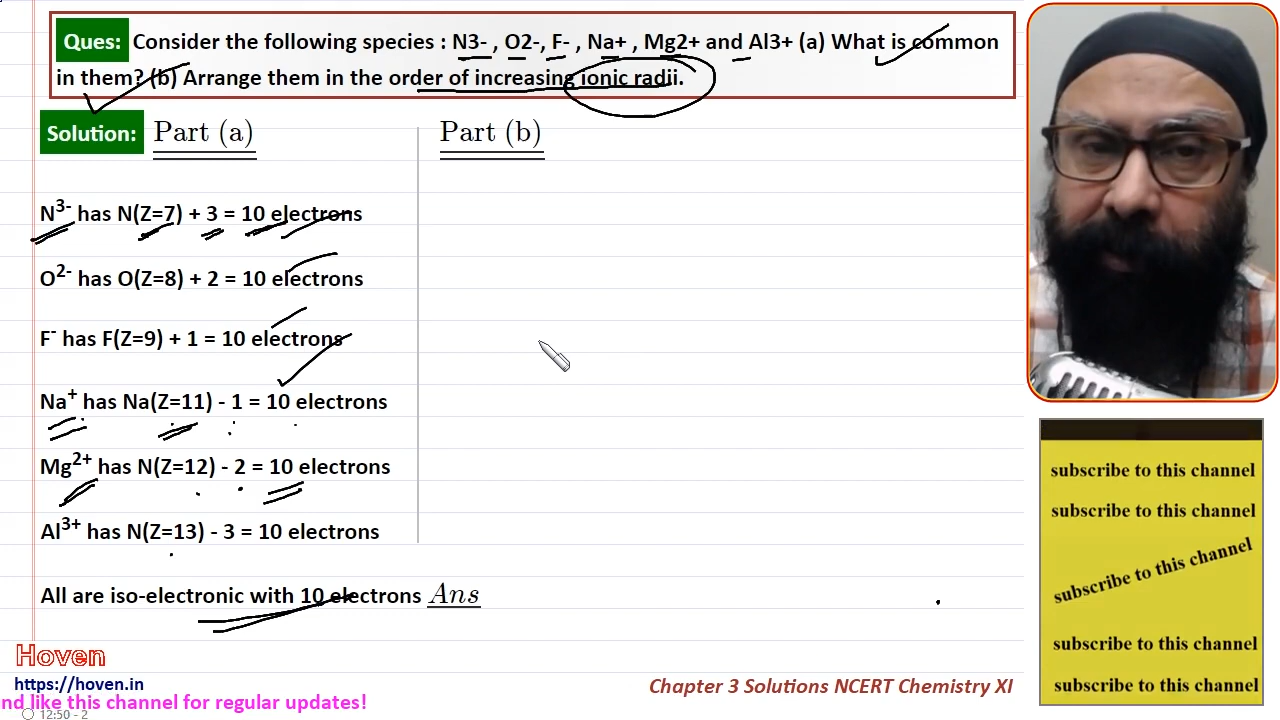 Ques: Consider the following species : N3- , O2-, F- , Na+ , Mg2+ and Al3+ (a) What is common
in them? (b) Arrange them in the order of increasing ionic radii.
Solution: Part (a)
N3- has N(Z=7) + 3 = 10 electrons
O2- has O(Z=8) + 2 = 10 electrons
F- has F(Z=9) + 1 = 10 electrons
Na+ has Na(Z=11) - 1 = 10 electrons
Mg2+ has N(Z=12) - 2 = 10 electrons
Al3+ has N(Z=13) - 3 = 10 electrons
All are iso-electronic with 10 electrons Ans
Part (b)
subscribe to this channel
subscribe to this channel
subscribe to this channel
subscribe to this channel
subscribe to this channel
Hoven
https://hoven.in
Chapter 3 Solutions NCERT Chemistry XI
nd like this channel for regular updates!
12:50 - 2